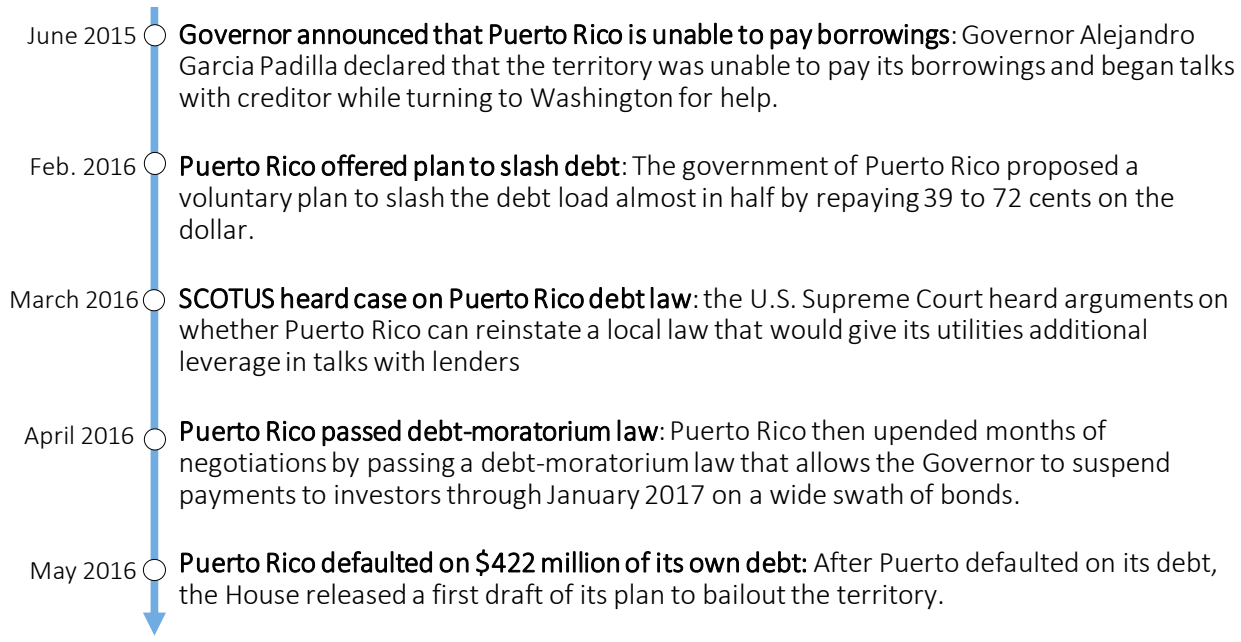 June 2015
Governor announced that Puerto Rico is unable to pay borrowings: Governor Alejandro
Garcia Padilla declared that the territory was unable to pay its borrowings and began talks
with creditor while turning to Washington for help.
Feb. 2016
Puerto Rico offered plan to slash debt: The government of Puerto Rico proposed a
voluntary plan to slash the debt load almost in half by repaying 39 to 72 cents on the
dollar.
March 2016
SCOTUS heard case on Puerto Rico debt law: the U.S. Supreme Court heard arguments on
whether Puerto Rico can reinstate a local law that would give its utilities additional
leverage in talks with lenders
April 2016
Puerto Rico passed debt-moratorium law: Puerto Rico then upended months of
negotiations by passing a debt-moratorium law that allows the Governor to suspend
payments to investors through January 2017 on a wide swath of bonds.
May 2016
Puerto Rico defaulted on $422 million of its own debt: After Puerto defaulted on its debt,
the House released a first draft of its plan to bailout the territory.